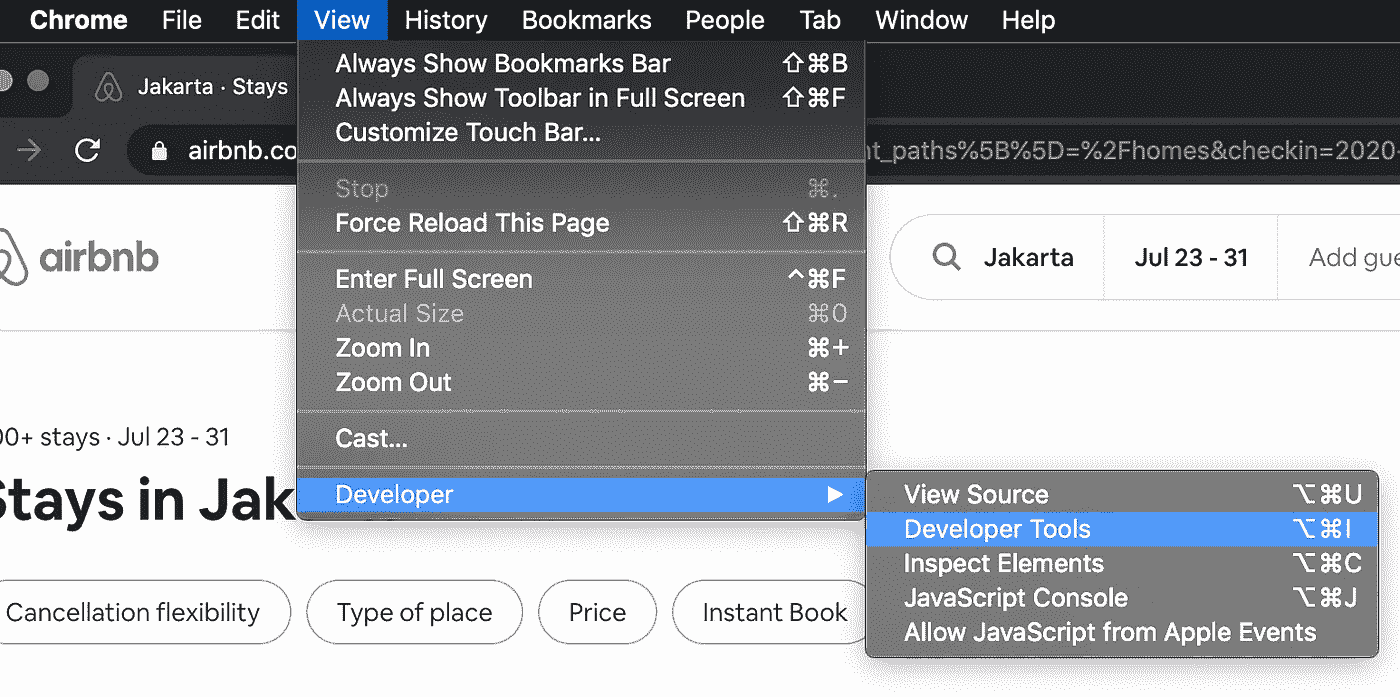 Chrome File Edit View History Bookmarks People Tab Window Help
Always Show Bookmarks Bar ⇧⌘B
Jakarta · Stays
Always Show Toolbar in Full Screen ⇧⌘F
Customize Touch Bar...
airbnb.co
t_paths%5B%5D=%2Fhomes&checkin=2020-
Stop ⌘.
Force Reload This Page ⇧⌘R
airbnb
Jakarta Jul 23 - 31 Add gue
Enter Full Screen ^⌘F
Actual Size ⌘0
Zoom In ⌘+
Zoom Out ⌘−
00+ stays · Jul 23 - 31
Cast...
Stays in Jak
Developer ▶
View Source ⌥⌘U
Developer Tools ⌥⌘I
Inspect Elements ⌥⌘C
JavaScript Console ⌥⌘J
Allow JavaScript from Apple Events
Cancellation flexibility Type of place Price Instant Book